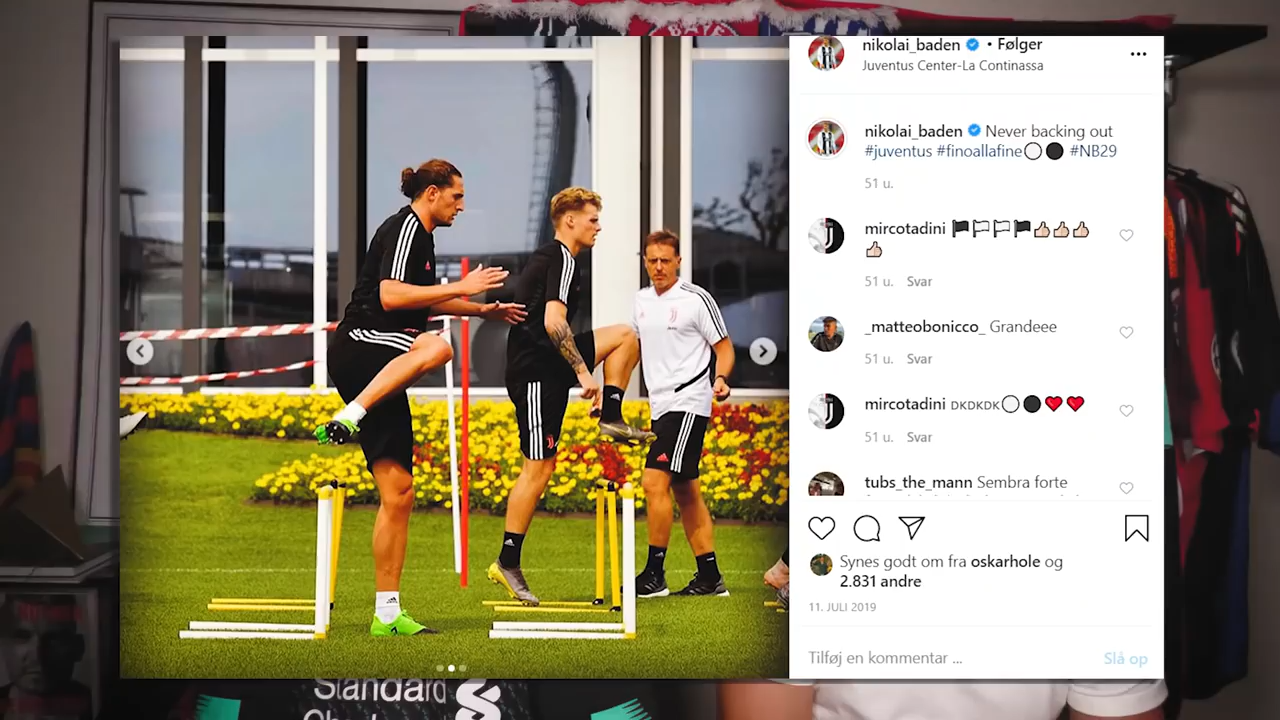 nikolai_baden • Følger
Juventus Center-La Continassa
nikolai_baden Never backing out
#juventus #finoallafine⚪⚫ #NB29
51 u.
mircotadini 🏴🏳🏳🏴👍🏻👍🏻👍🏻
👍🏻
51 u. Svar
_matteobonicco_ Grandeee
51 u. Svar
mircotadini DKDKDK⚪⚫❤❤
51 u. Svar
tubs_the_mann Sembra forte
Synes godt om fra oskarhole og
2.831 andre
11. JULI 2019
Tilføj en kommentar ...
Slå op
Standard